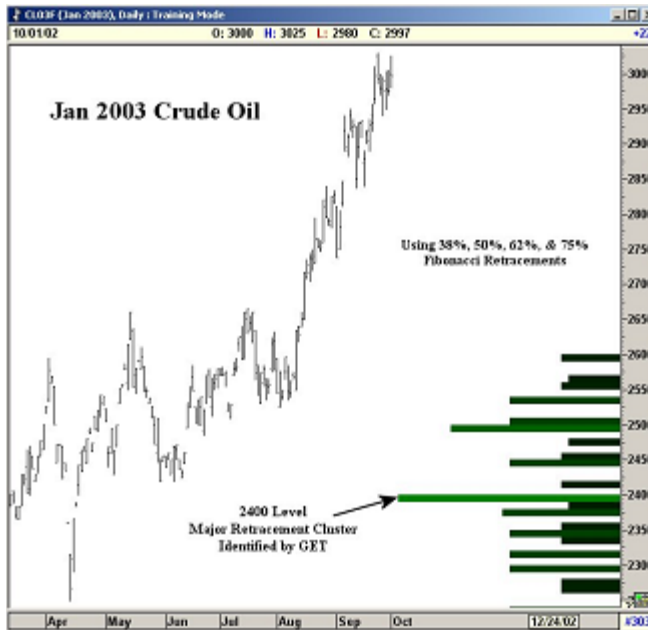 CL03F (Jan 2003), Daily : Training Mode
10/01/02 O: 3000 H: 3025 L: 2980 C: 2997
Jan 2003 Crude Oil
3000
2950
2900
2850
2800
Using 38%, 50%, 62%, & 75%
2750
Fibonacci Retracements
2700
2650
2600
2550
2500
2450
2400
2400 Level
Major Retracement Cluster
2350
Identified by GET
2300
Apr May Jun Jul Aug Sep Oct 12/24/02